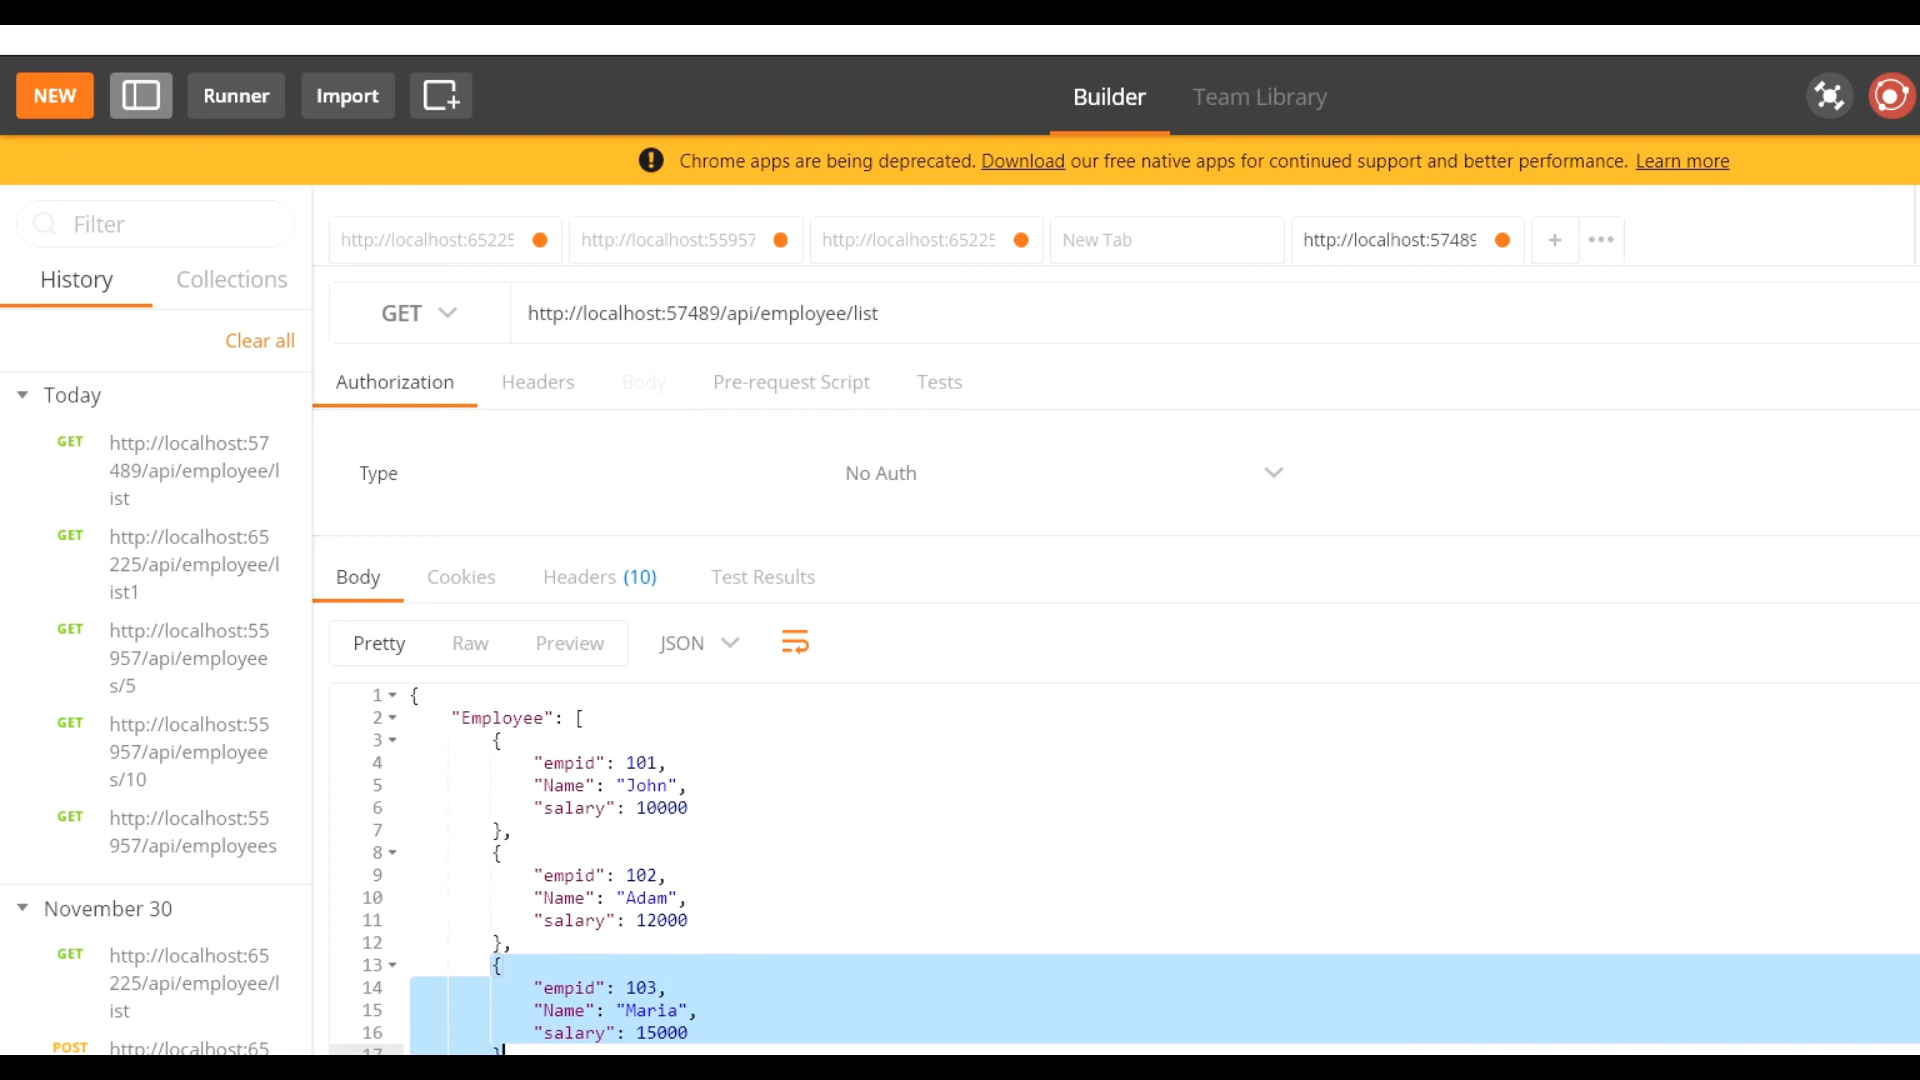 NEW
Runner
Import
Builder
Team Library
Chrome apps are being deprecated. Download our free native apps for continued support and better performance. Learn more
Filter
History
Collections
Clear all
Today
GET http://localhost:57
489/api/employee/l
ist
GET http://localhost:65
225/api/employee/l
ist1
GET http://localhost:55
957/api/employee
s/5
GET http://localhost:55
957/api/employee
s/10
GET http://localhost:55
957/api/employees
November 30
GET http://localhost:65
225/api/employee/l
ist
POST http://localhost:65
http://localhost:65225
http://localhost:55957
http://localhost:65225
New Tab
http://localhost:57489
GET
http://localhost:57489/api/employee/list
Authorization
Headers
Body
Pre-request Script
Tests
Type
No Auth
Body
Cookies
Headers (10)
Test Results
Pretty
Raw
Preview
JSON
1 {
2 "Employee": [
3 {
4 "empid": 101,
5 "Name": "John",
6 "salary": 10000
7 },
8 {
9 "empid": 102,
10 "Name": "Adam",
11 "salary": 12000
12 },
13 {
14 "empid": 103,
15 "Name": "Maria",
16 "salary": 15000
17 }